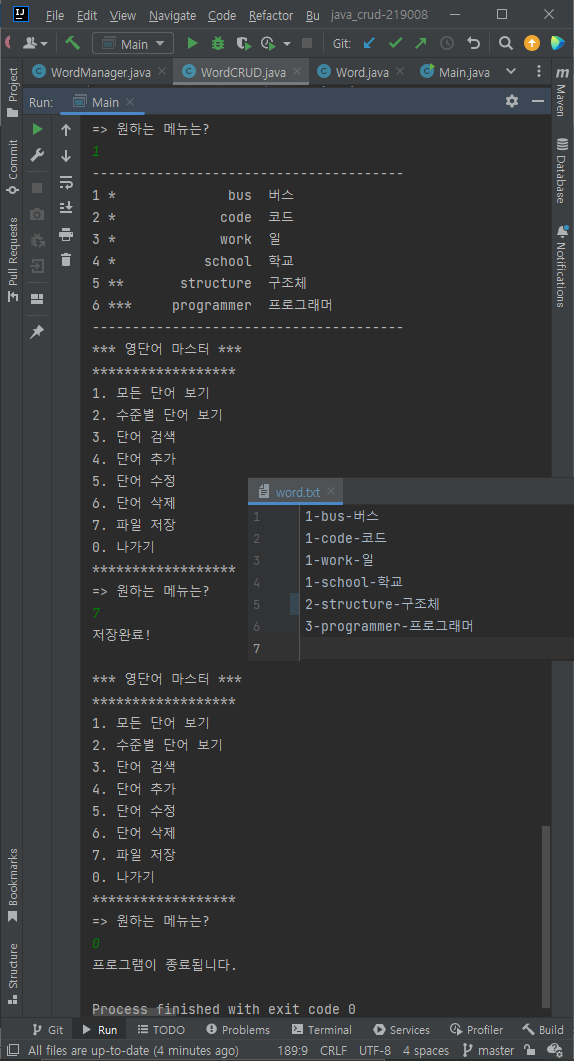 File Edit View Navigate Code Refactor Bu java_crud-219008
Main Git:
WordManager.java WordCRUD.java Word.java Main.java
Run: Main
Project
Commit
Pull Requests
Bookmarks
Structure
Maven
Database
Notifications
=> 원하는 메뉴는?
1
---------------------------------------
1 * bus 버스
2 * code 코드
3 * work 일
4 * school 학교
5 ** structure 구조체
6 *** programmer 프로그래머
---------------------------------------
*** 영단어 마스터 ***
******************
1. 모든 단어 보기
2. 수준별 단어 보기
3. 단어 검색
4. 단어 추가
5. 단어 수정
6. 단어 삭제
7. 파일 저장
0. 나가기
******************
=> 원하는 메뉴는?
7
저장완료!
word.txt
1 1-bus-버스
2 1-code-코드
3 1-work-일
4 1-school-학교
5 2-structure-구조체
6 3-programmer-프로그래머
7
*** 영단어 마스터 ***
******************
1. 모든 단어 보기
2. 수준별 단어 보기
3. 단어 검색
4. 단어 추가
5. 단어 수정
6. 단어 삭제
7. 파일 저장
0. 나가기
******************
=> 원하는 메뉴는?
0
프로그램이 종료됩니다.
Process finished with exit code 0
Git Run TODO Problems Terminal Services Profiler Build
All files are up-to-date (4 minutes ago) 189:9 CRLF UTF-8 4 spaces master